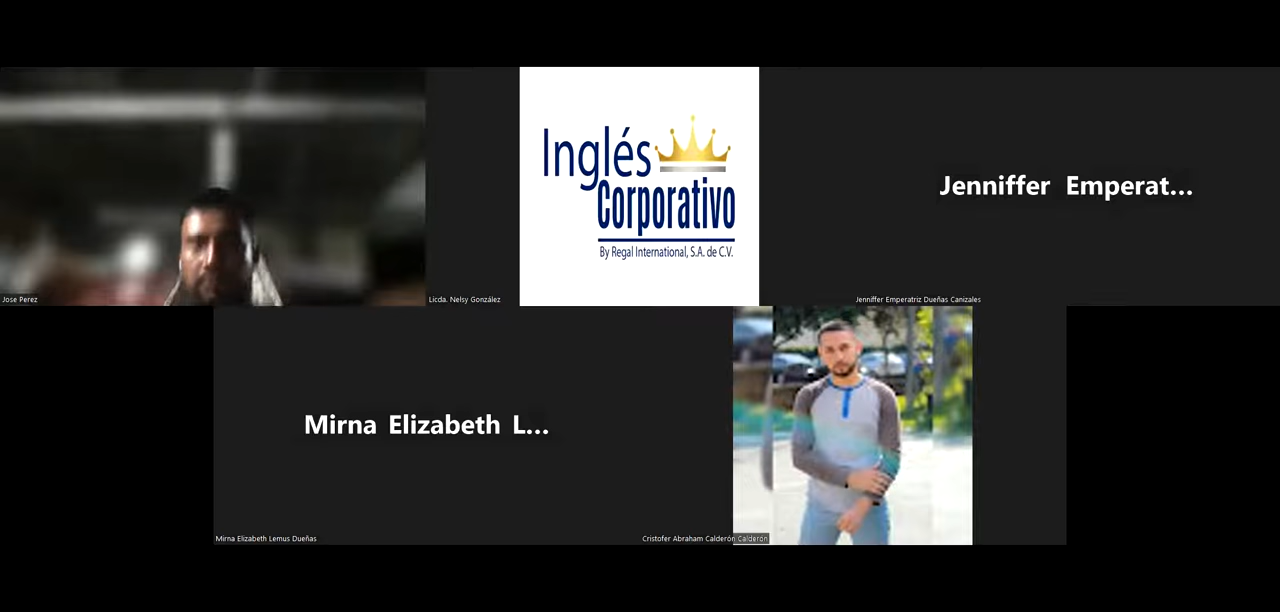 Inglés
Corporativo
By Regal International, S.A. de C.V.
Jenniffer Emperat...
Jose Perez
Licda. Nelsy González
Jenniffer Emperatriz Dueñas Canizales
Mirna Elizabeth L...
Mirna Elizabeth Lemus Dueñas
Cristofer Abraham Calderón Calderón